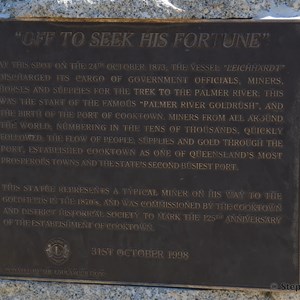 "OFF TO SEEK HIS FORTUNE"
AT THIS SPOT ON THE 25TH OCTOBER 1873, THE VESSEL "LEICHHARDT"
DISCHARGED ITS CARGO OF GOVERNMENT OFFICIALS, MINERS,
HORSES AND SUPPLIES FOR THE TREK TO THE PALMER RIVER. THIS
WAS THE START OF THE FAMOUS "PALMER RIVER GOLDRUSH", AND
THE BIRTH OF THE PORT OF COOKTOWN. MINERS FROM ALL AROUND
THE WORLD, NUMBERING IN THE TENS OF THOUSANDS, QUICKLY
FOLLOWED. THE FLOW OF PEOPLE, SUPPLIES AND GOLD THROUGH THE
PORT, ESTABLISHED COOKTOWN AS ONE OF QUEENSLAND'S MOST
PROSPEROUS TOWNS AND THE STATE'S SECOND BUSIEST PORT.
THIS STATUE REPRESENTS A TYPICAL MINER ON HIS WAY TO THE
GOLDFIELDS IN THE 1870s, AND WAS COMMISSIONED BY THE COOKTOWN
AND DISTRICT HISTORICAL SOCIETY TO MARK THE 125TH ANNIVERSARY
OF THE ESTABLISHMENT OF COOKTOWN.
31ST OCTOBER 1998